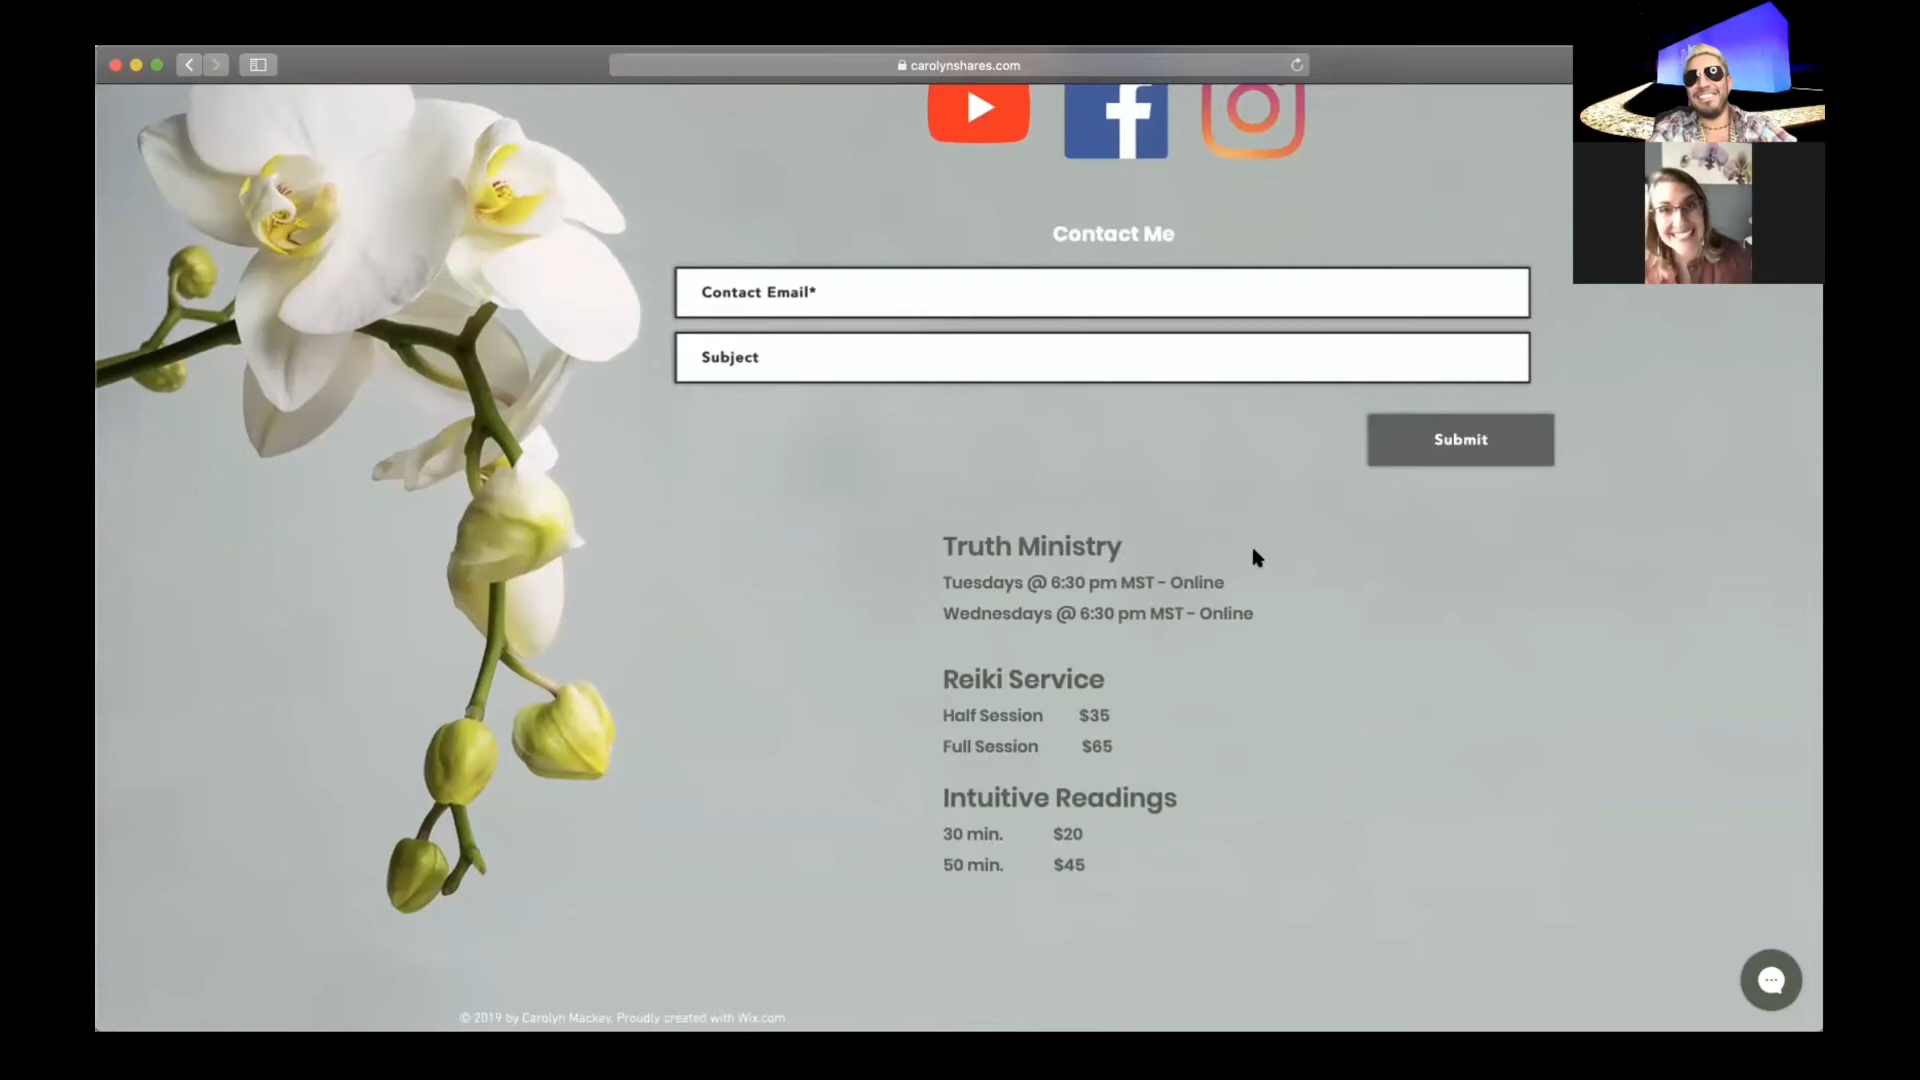 carolynshares.com
Contact Me
Contact Email*
Subject
Submit
Truth Ministry
Tuesdays @ 6:30 pm MST - Online
Wednesdays @ 6:30 pm MST - Online
Reiki Service
Half Session $35
Full Session $65
Intuitive Readings
30 min. $20
50 min. $45
© 2019 by Carolyn Mackey. Proudly created with Wix.com